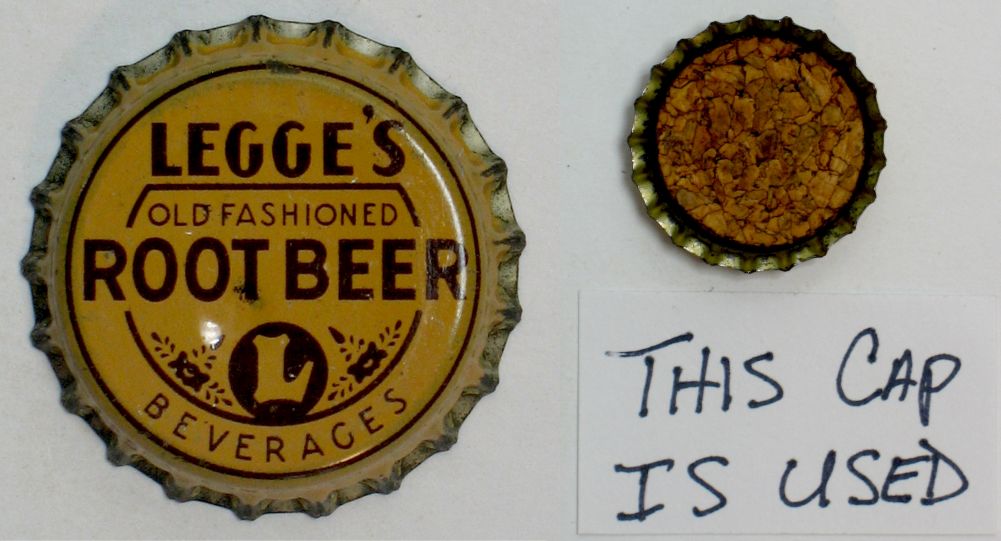 LEGGE'S
OLD FASHIONED
ROOT BEER
L
BEVERAGES
THIS CAP
IS USED